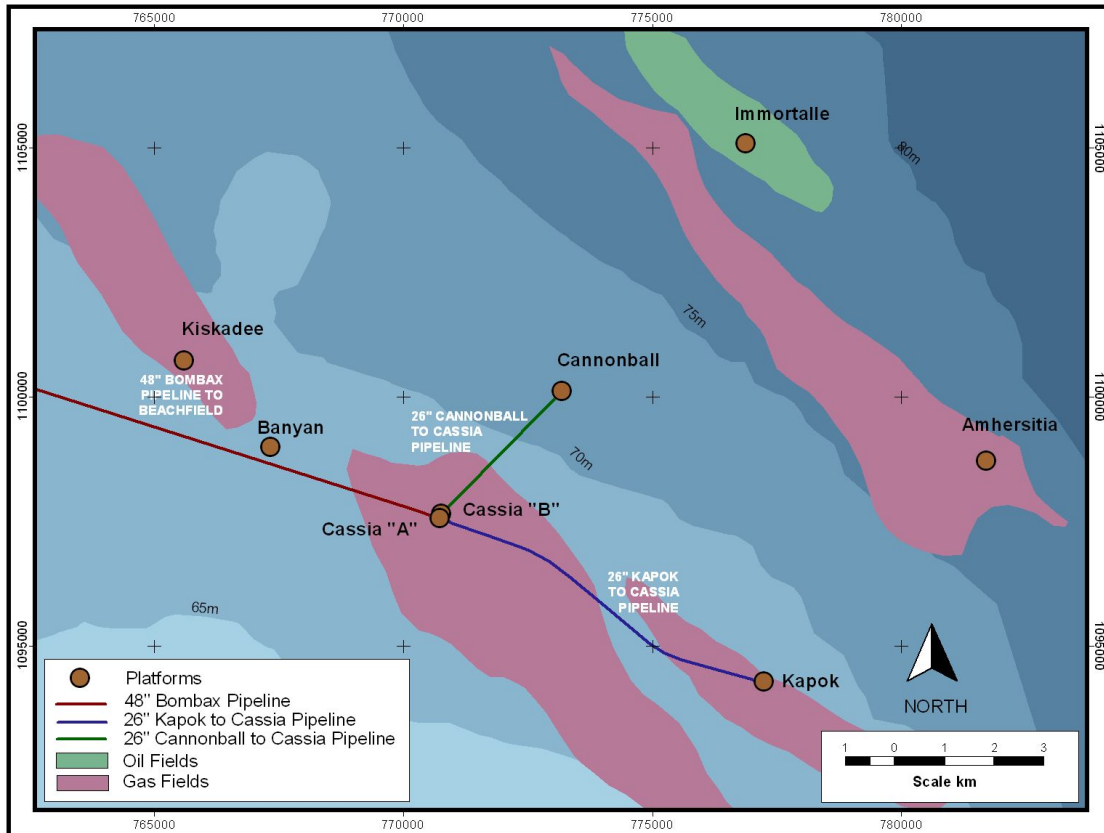 765000
770000
775000
780000
1105000
1105000
Immortalle
80m
75m
Kiskadee
Cannonball
48" BOMBAX
PIPELINE TO
BEACHFIELD
1100000
1100000
26" CANNONBALL
TO CASSIA
PIPELINE
Banyan
Amhersitia
70m
Cassia "B"
Cassia "A"
26" KAPOK
TO CASSIA
PIPELINE
65m
1095000
1095000
Kapok
NORTH
Platforms
48" Bombax Pipeline
26" Kapok to Cassia Pipeline
26" Cannonball to Cassia Pipeline
Oil Fields
Gas Fields
1 0 1 2 3
Scale km
765000
770000
775000
780000